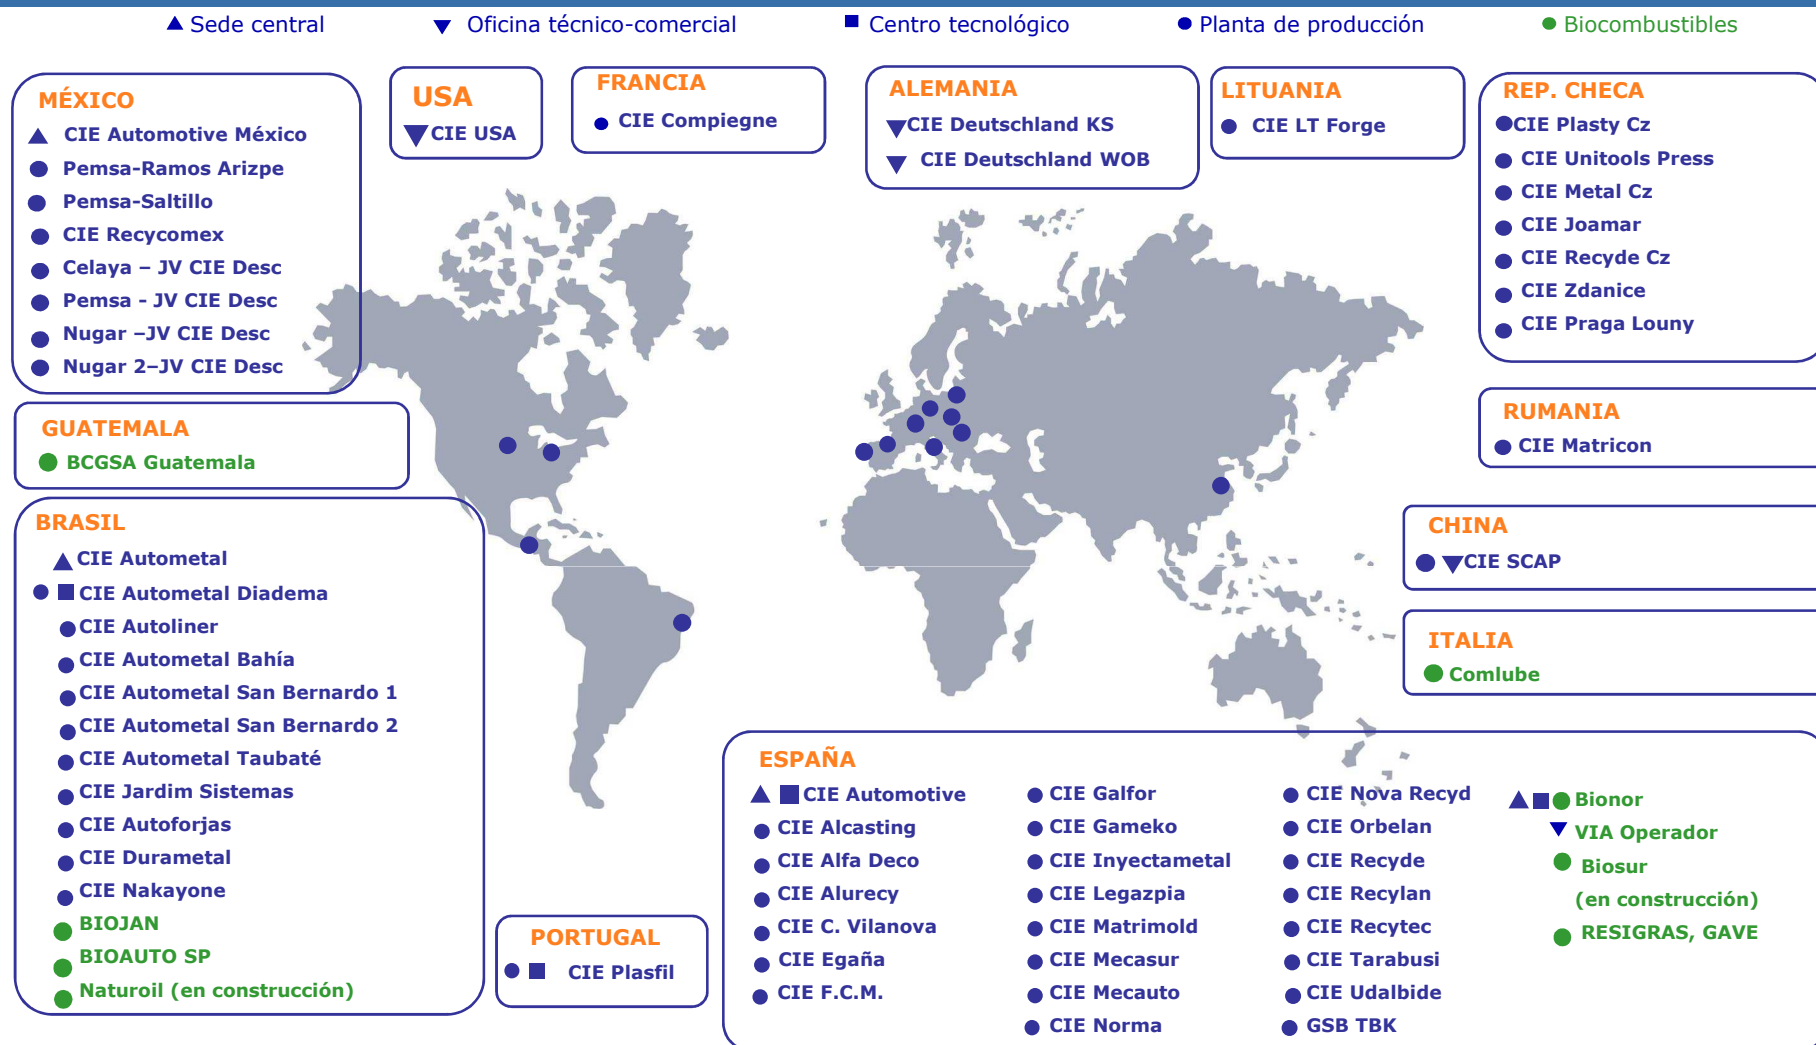 Sede central
Oficina técnico-comercial
Centro tecnológico
Planta de producción
Biocombustibles
MÉXICO
CIE Automotive México
Pemsa-Ramos Arizpe
Pemsa-Saltillo
CIE Recycomex
Celaya – JV CIE Desc
Pemsa - JV CIE Desc
Nugar –JV CIE Desc
Nugar 2–JV CIE Desc
USA
CIE USA
FRANCIA
CIE Compiegne
ALEMANIA
CIE Deutschland KS
CIE Deutschland WOB
LITUANIA
CIE LT Forge
REP. CHECA
CIE Plasty Cz
CIE Unitools Press
CIE Metal Cz
CIE Joamar
CIE Recyde Cz
CIE Zdanice
CIE Praga Louny
GUATEMALA
BCGSA Guatemala
RUMANIA
CIE Matricon
BRASIL
CIE Autometal
CIE Autometal Diadema
CIE Autoliner
CIE Autometal Bahía
CIE Autometal San Bernardo 1
CIE Autometal San Bernardo 2
CIE Autometal Taubaté
CIE Jardim Sistemas
CIE Autoforjas
CIE Durametal
CIE Nakayone
BIOJAN
BIOAUTO SP
Naturoil (en construcción)
CHINA
CIE SCAP
ITALIA
Comlube
PORTUGAL
CIE Plasfil
ESPAÑA
CIE Automotive
CIE Alcasting
CIE Alfa Deco
CIE Alurecy
CIE C. Vilanova
CIE Egaña
CIE F.C.M.
CIE Galfor
CIE Gameko
CIE Inyectametal
CIE Legazpia
CIE Matrimold
CIE Mecasur
CIE Mecauto
CIE Norma
CIE Nova Recyd
CIE Orbelan
CIE Recyde
CIE Recylan
CIE Recytec
CIE Tarabusi
CIE Udalbide
GSB TBK
Bionor
VIA Operador
Biosur
(en construcción)
RESIGRAS, GAVE